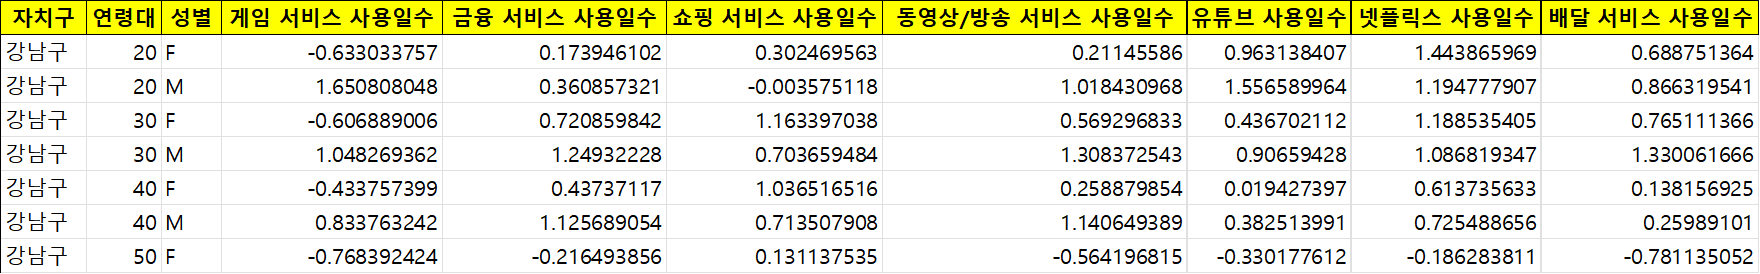 자치구 연령대 성별 게임 서비스 사용일수 금융 서비스 사용일수 쇼핑 서비스 사용일수 동영상/방송 서비스 사용일수 유튜브 사용일수 넷플릭스 사용일수 배달 서비스 사용일수
강남구 20 F -0.633033757 0.173946102 0.302469563 0.21145586 0.963138407 1.443865969 0.688751364
강남구 20 M 1.650808048 0.360857321 -0.003575118 1.018430968 1.556589964 1.194777907 0.866319541
강남구 30 F -0.606889006 0.720859842 1.163397038 0.569296833 0.436702112 1.188535405 0.765111366
강남구 30 M 1.048269362 1.24932228 0.703659484 1.308372543 0.90659428 1.086819347 1.330061666
강남구 40 F -0.433757399 0.43737117 1.036516516 0.258879854 0.019427397 0.613735633 0.138156925
강남구 40 M 0.833763242 1.125689054 0.713507908 1.140649389 0.382513991 0.725488656 0.25989101
강남구 50 F -0.768392424 -0.216493856 0.131137535 -0.564196815 -0.330177612 -0.186283811 -0.781135052